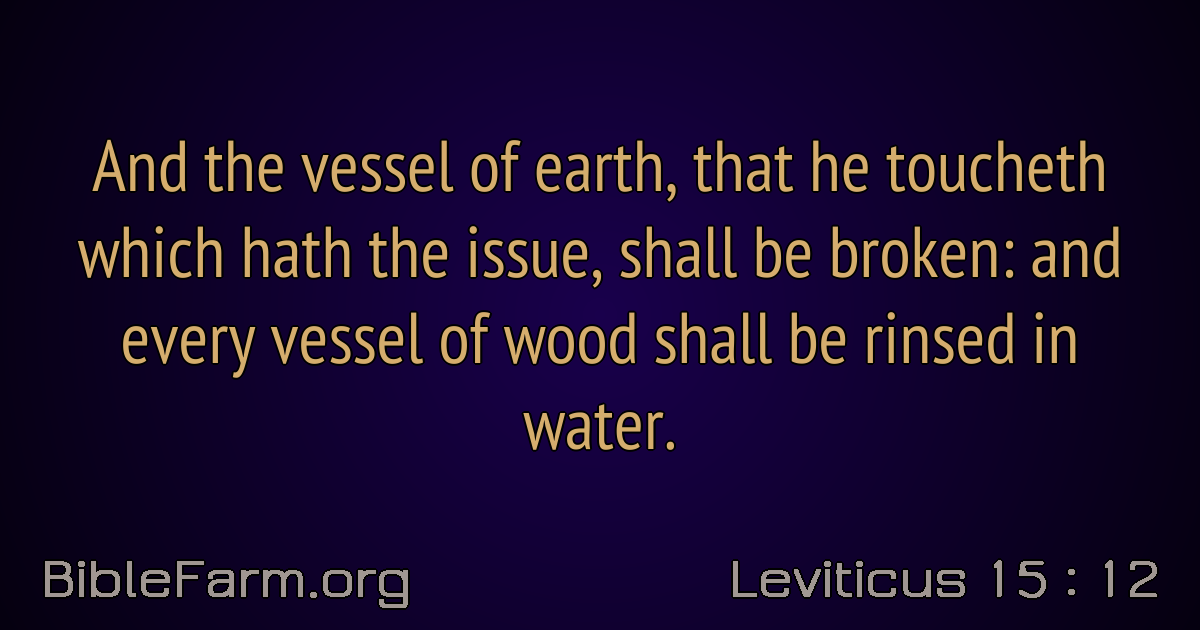 And the vessel of earth, that he toucheth
which hath the issue, shall be broken: and
every vessel of wood shall be rinsed in
water.
BibleFarm.org
Leviticus 15 : 12